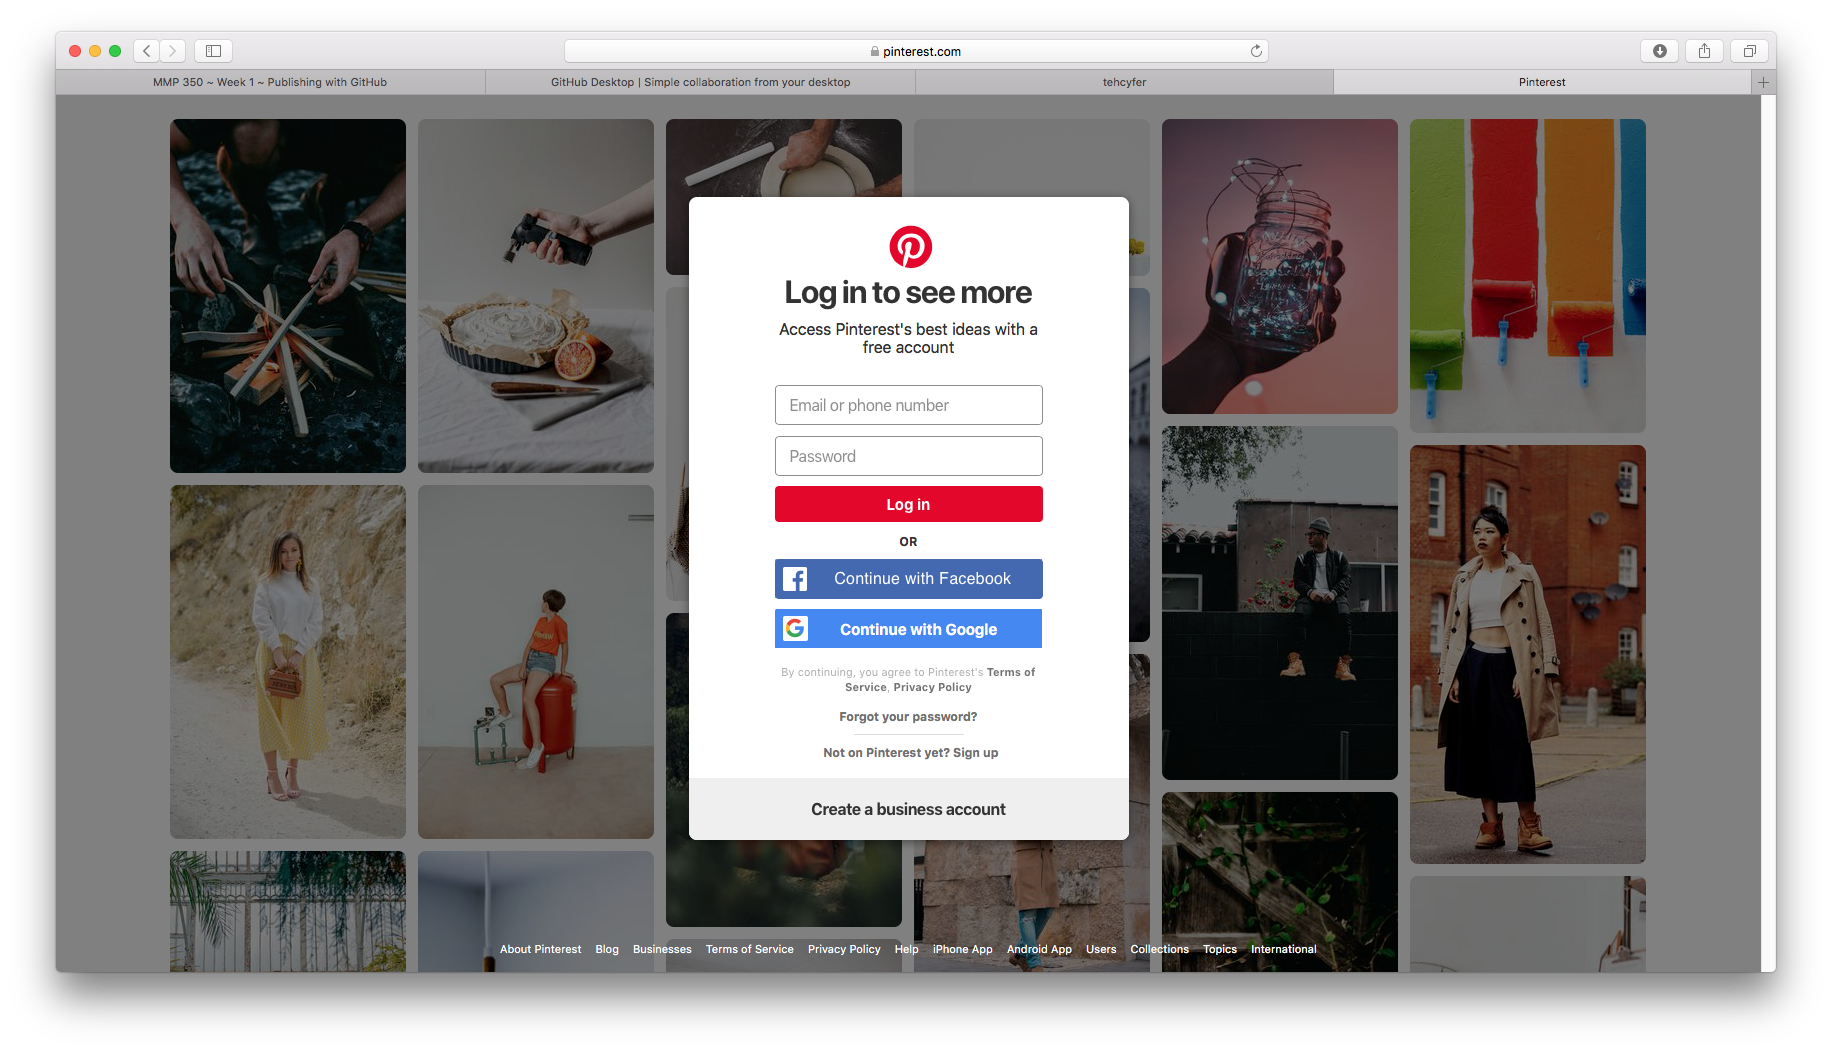 pinterest.com
MMP 350 ~ Week 1 ~ Publishing with GitHub
GitHub Desktop | Simple collaboration from your desktop
tehcyfer
Pinterest
Log in to see more
Access Pinterest's best ideas with a
free account
Email or phone number
Password
Log in
OR
Continue with Facebook
Continue with Google
By continuing, you agree to Pinterest's Terms of
Service, Privacy Policy
Forgot your password?
Not on Pinterest yet? Sign up
Create a business account
About Pinterest Blog Businesses Terms of Service Privacy Policy Help iPhone App Android App Users Collections Topics International